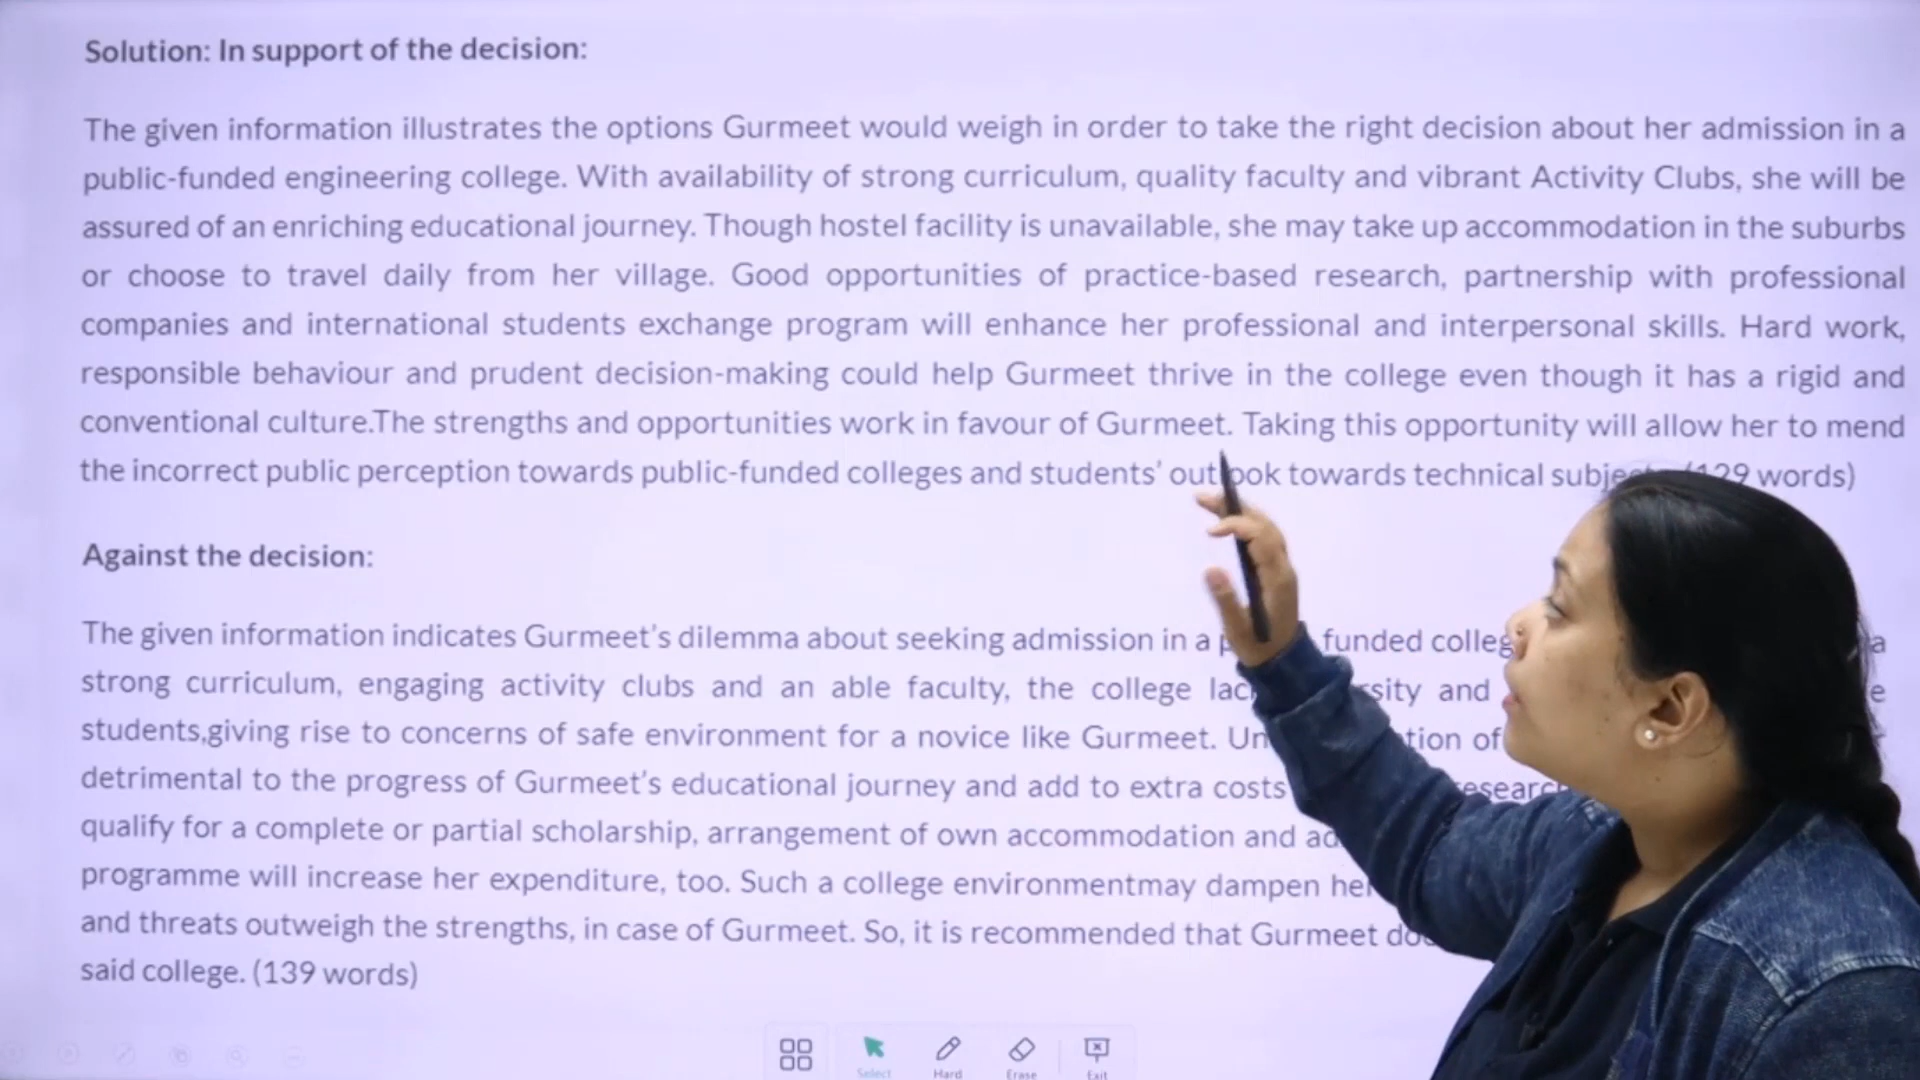 Solution: In support of the decision:
The given information illustrates the options Gurmeet would weigh in order to take the right decision about her admission in a
public-funded engineering college. With availability of strong curriculum, quality faculty and vibrant Activity Clubs, she will be
assured of an enriching educational journey. Though hostel facility is unavailable, she may take up accommodation in the suburbs
or choose to travel daily from her village. Good opportunities of practice-based research, partnership with professional
companies and international students exchange program will enhance her professional and interpersonal skills. Hard work,
responsible behaviour and prudent decision-making could help Gurmeet thrive in the college even though it has a rigid and
conventional culture.The strengths and opportunities work in favour of Gurmeet. Taking this opportunity will allow her to mend
the incorrect public perception towards public-funded colleges and students' outlook towards technical (129 words)
Against the decision:
The given information indicates Gurmeet's dilemma about seeking admission in a funded a
strong curriculum, engaging activity clubs and an able faculty, the college and
students,giving rise to concerns of safe environment for a novice like Gurmeet. of
detrimental to the progress of Gurmeet's educational journey and add to extra costs
qualify for a complete or partial scholarship, arrangement of own accommodation and
programme will increase her expenditure, too. Such a college environmentmay dampen
and threats outweigh the strengths, in case of Gurmeet. So, it is recommended that Gurmeet
said college. (139 words)
Select Hard Erase Exit